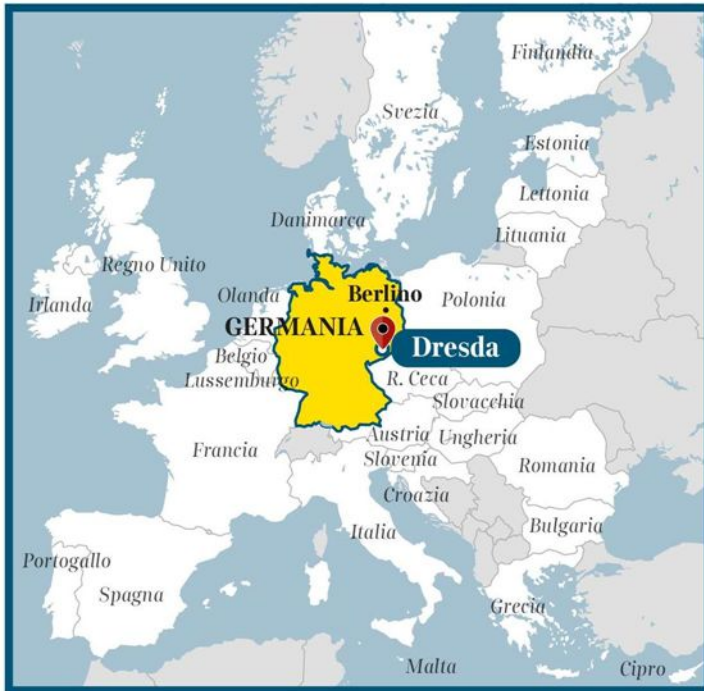 Finlandia
Svezia
Estonia
Lettonia
Danimarca
Lituania
Regno Unito
Irlanda
Olanda
Berlino
Polonia
GERMANIA
Dresda
Belgio
Lussemburgo
R. Ceca
Slovacchia
Francia
Austria
Ungheria
Slovenia
Romania
Croazia
Italia
Bulgaria
Portogallo
Spagna
Grecia
Malta
Cipro